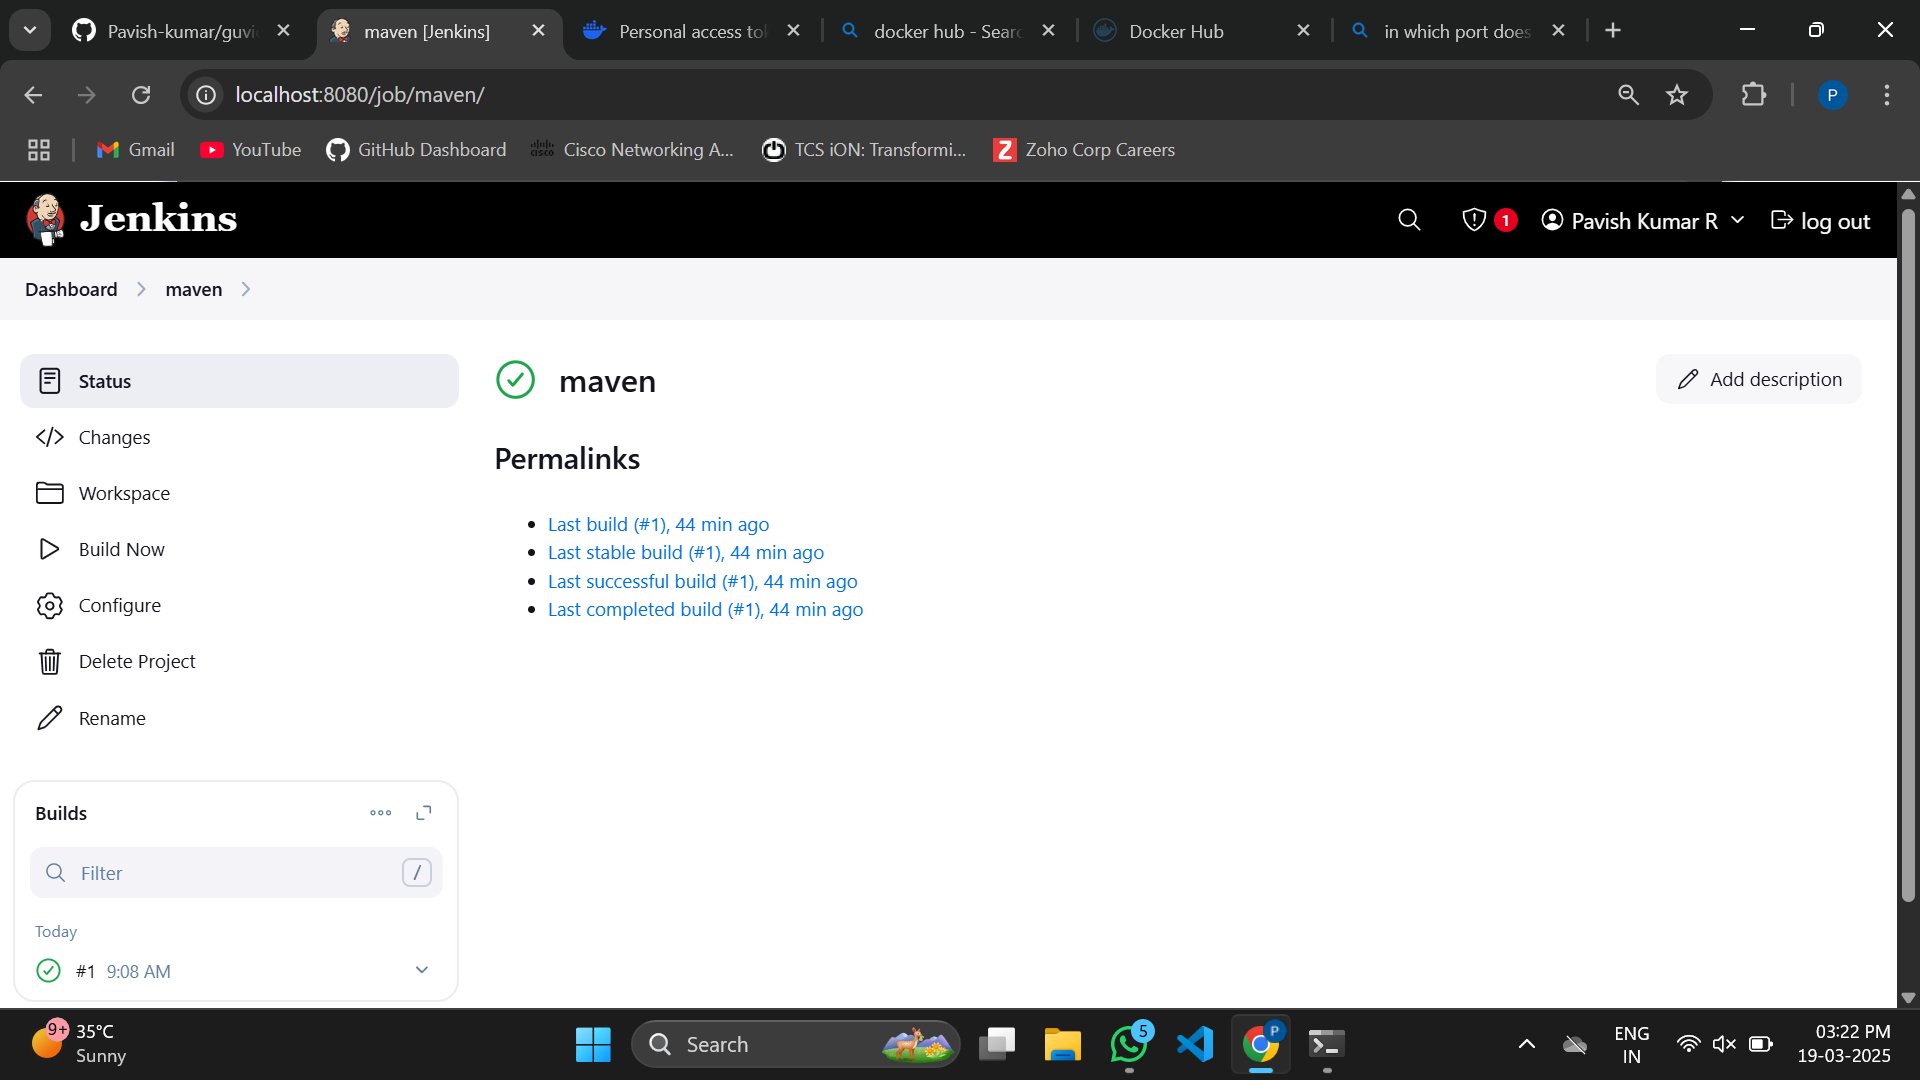 Pavish-kumar/guvi
maven [Jenkins]
Personal access to
docker hub - Searc
Docker Hub
in which port does
localhost:8080/job/maven/
P
Gmail
YouTube
GitHub Dashboard
Cisco Networking A...
TCS iON: Transformi...
Zoho Corp Careers
Jenkins
1
Pavish Kumar R
log out
Dashboard
maven
Status
Changes
Workspace
Build Now
Configure
Delete Project
Rename
maven
Add description
Permalinks
Last build (#1), 44 min ago
Last stable build (#1), 44 min ago
Last successful build (#1), 44 min ago
Last completed build (#1), 44 min ago
Builds
Filter
/
Today
#1 9:08 AM
9+
35°C
Sunny
Search
5
P
ENG
IN
03:22 PM
19-03-2025